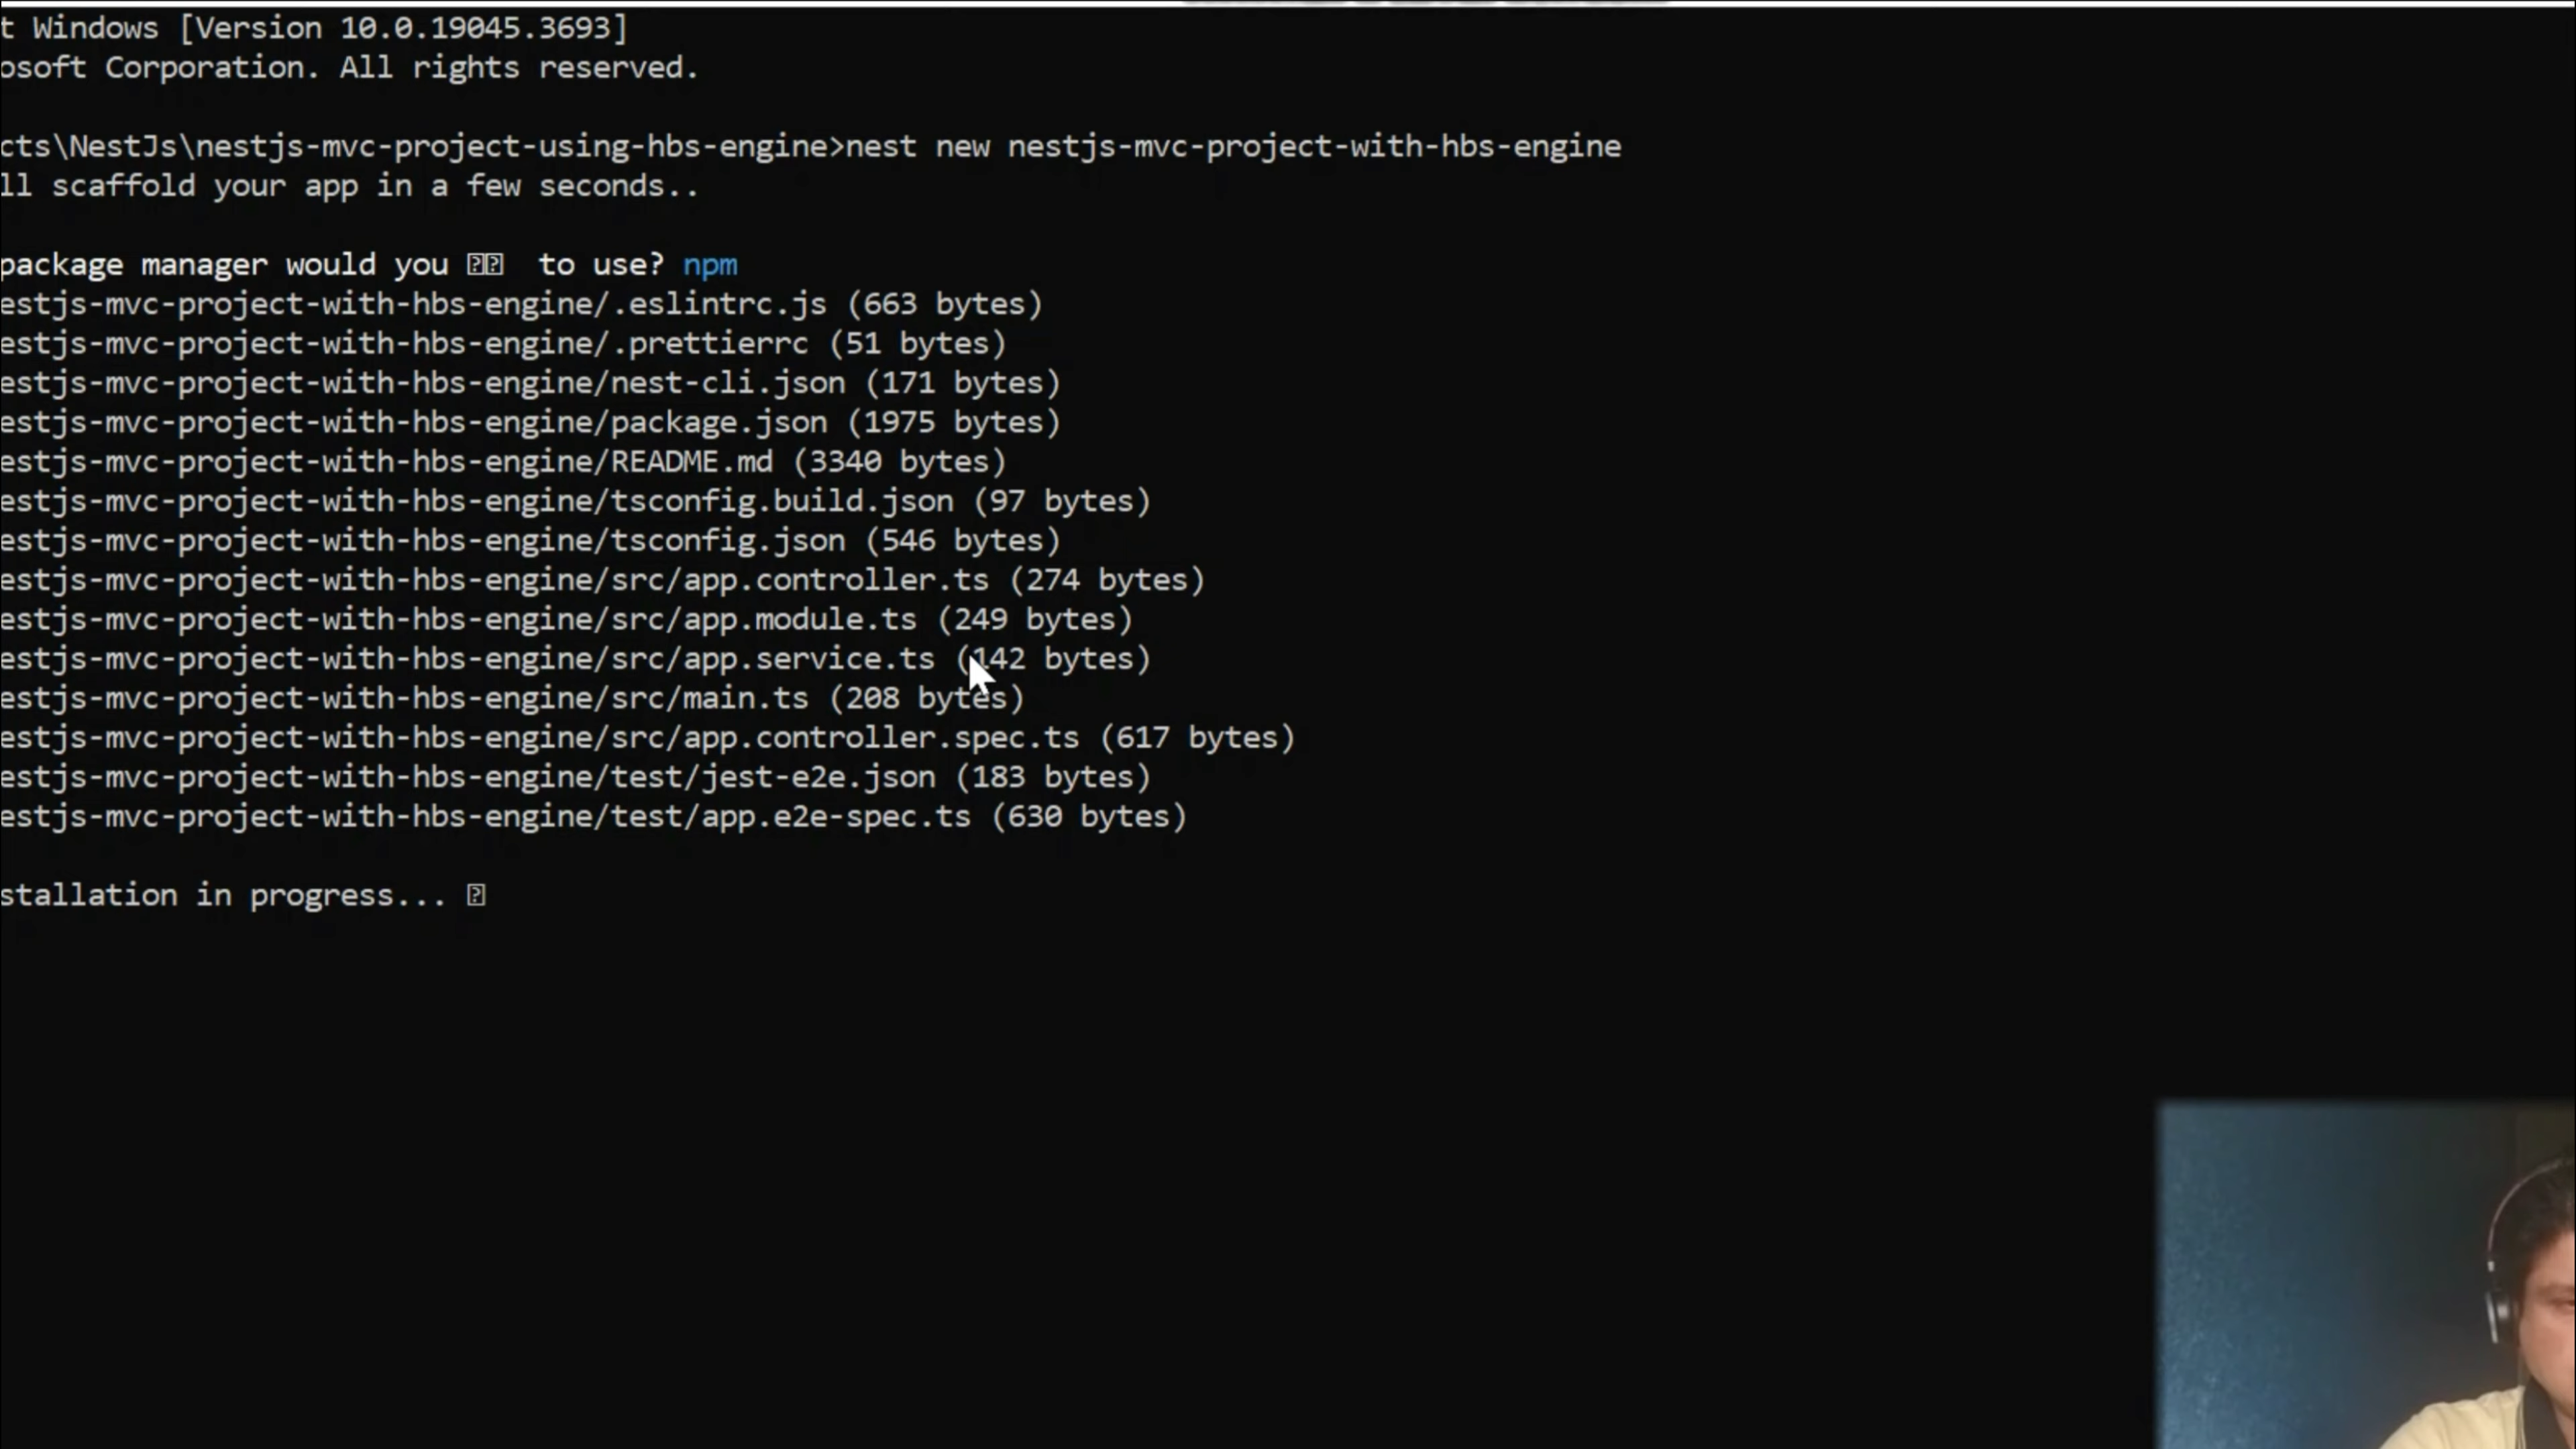 t Windows [Version 10.0.19045.3693]
osoft Corporation. All rights reserved.
cts\NestJs\nestjs-mvc-project-using-hbs-engine>nest new nestjs-mvc-project-with-hbs-engine
ll scaffold your app in a few seconds..
package manager would you to use? npm
estjs-mvc-project-with-hbs-engine/.eslintrc.js (663 bytes)
estjs-mvc-project-with-hbs-engine/.prettierrc (51 bytes)
estjs-mvc-project-with-hbs-engine/nest-cli.json (171 bytes)
estjs-mvc-project-with-hbs-engine/package.json (1975 bytes)
estjs-mvc-project-with-hbs-engine/README.md (3340 bytes)
estjs-mvc-project-with-hbs-engine/tsconfig.build.json (97 bytes)
estjs-mvc-project-with-hbs-engine/tsconfig.json (546 bytes)
estjs-mvc-project-with-hbs-engine/src/app.controller.ts (274 bytes)
estjs-mvc-project-with-hbs-engine/src/app.module.ts (249 bytes)
estjs-mvc-project-with-hbs-engine/src/app.service.ts (142 bytes)
estjs-mvc-project-with-hbs-engine/src/main.ts (208 bytes)
estjs-mvc-project-with-hbs-engine/src/app.controller.spec.ts (617 bytes)
estjs-mvc-project-with-hbs-engine/test/jest-e2e.json (183 bytes)
estjs-mvc-project-with-hbs-engine/test/app.e2e-spec.ts (630 bytes)
stallation in progress...